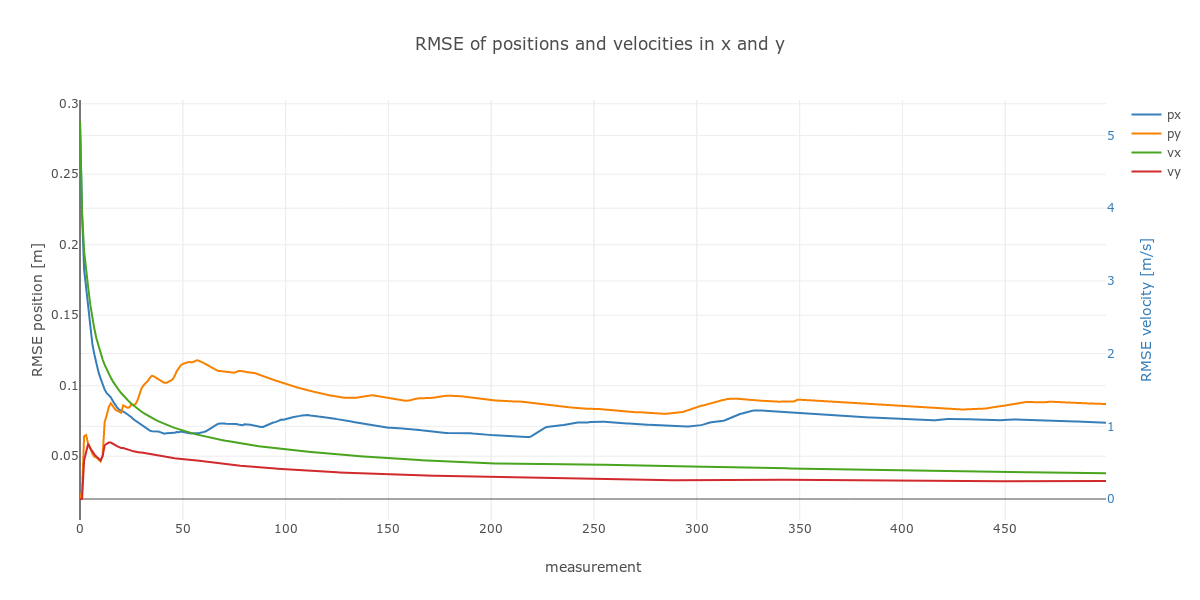 RMSE of positions and velocities in x and y
px
py
vx
vy
0.3
0.25
0.2
0.15
0.1
0.05
RMSE position [m]
5
4
3
2
1
0
RMSE velocity [m/s]
0
50
100
150
200
250
300
350
400
450
measurement